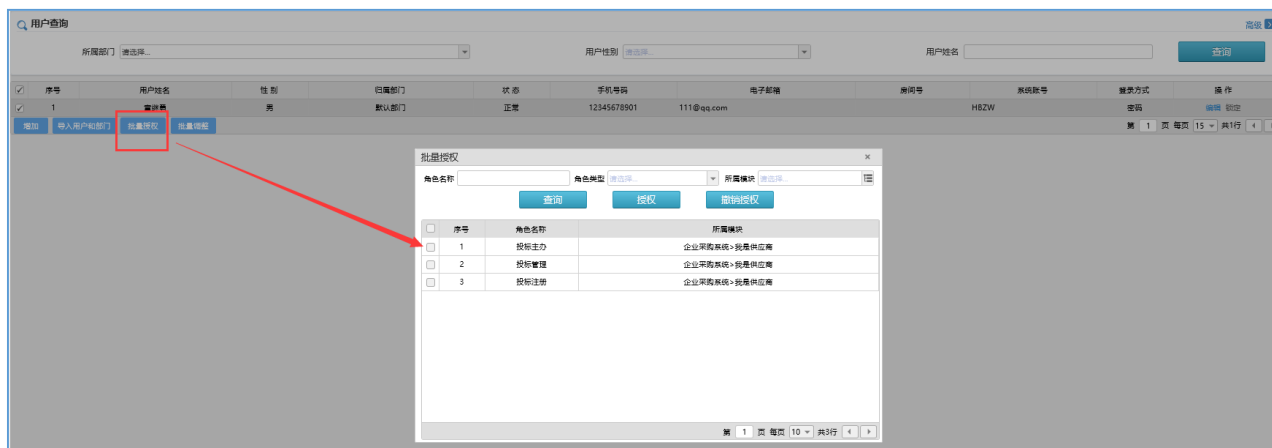 用户查询
高级
所属部门 请选择...
用户性别 请选择...
用户姓名
查询
序号 用户姓名 性别 归属部门 状态 手机号码 电子邮箱 房间号 系统账号 登录方式 操作
1 男 默认部门 正常 12345678901 111@qq.com HBZW 密码 编辑 锁定
增加 导入用户和部门 批量授权 批量调整
第 1 页 每页 15 共1行
批量授权 ×
角色名称 角色类型 请选择... 所属模块 请选择...
查询 授权 撤销授权
序号 角色名称 所属模块
1 投标主办 企业采购系统>我是供应商
2 投标管理 企业采购系统>我是供应商
3 投标注册 企业采购系统>我是供应商
第 1 页 每页 10 共3行